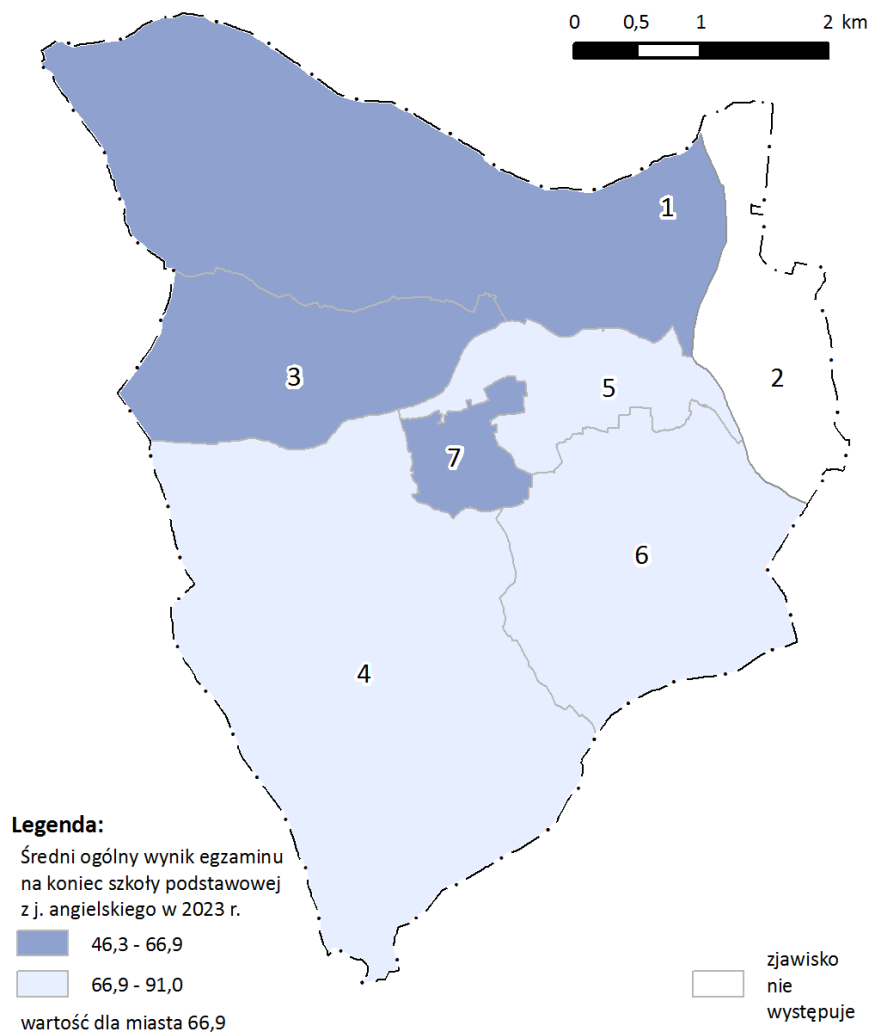 0 0,5 1 2 km
1
2
3
5
7
6
4
Legenda:
Średni ogólny wynik egzaminu
na koniec szkoły podstawowej
z j. angielskiego w 2023 r.
46,3 - 66,9
66,9 - 91,0
wartość dla miasta 66,9
zjawisko
nie
występuje